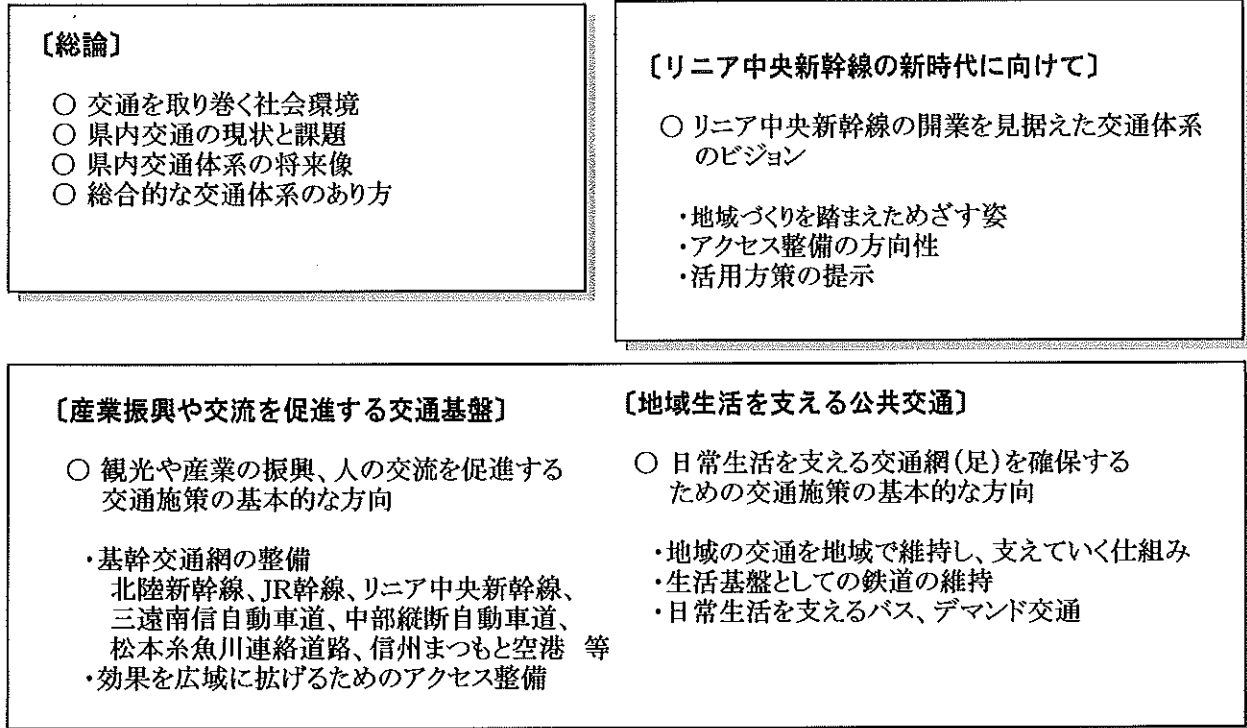 〔総論〕
○ 交通を取り巻く社会環境
○ 県内交通の現状と課題
○ 県内交通体系の将来像
○ 総合的な交通体系のあり方
〔リニア中央新幹線の新時代に向けて〕
○ リニア中央新幹線の開業を見据えた交通体系
のビジョン
・地域づくりを踏まえためざす姿
・アクセス整備の方向性
・活用方策の提示
〔産業振興や交流を促進する交通基盤〕
○ 観光や産業の振興、人の交流を促進する
交通施策の基本的な方向
・基幹交通網の整備
北陸新幹線、JR幹線、リニア中央新幹線、
三遠南信自動車道、中部縦断自動車道、
松本糸魚川連絡道路、信州まつもと空港 等
・効果を広域に拡げるためのアクセス整備
〔地域生活を支える公共交通〕
○ 日常生活を支える交通網(足)を確保する
ための交通施策の基本的な方向
・地域の交通を地域で維持し、支えていく仕組み
・生活基盤としての鉄道の維持
・日常生活を支えるバス、デマンド交通